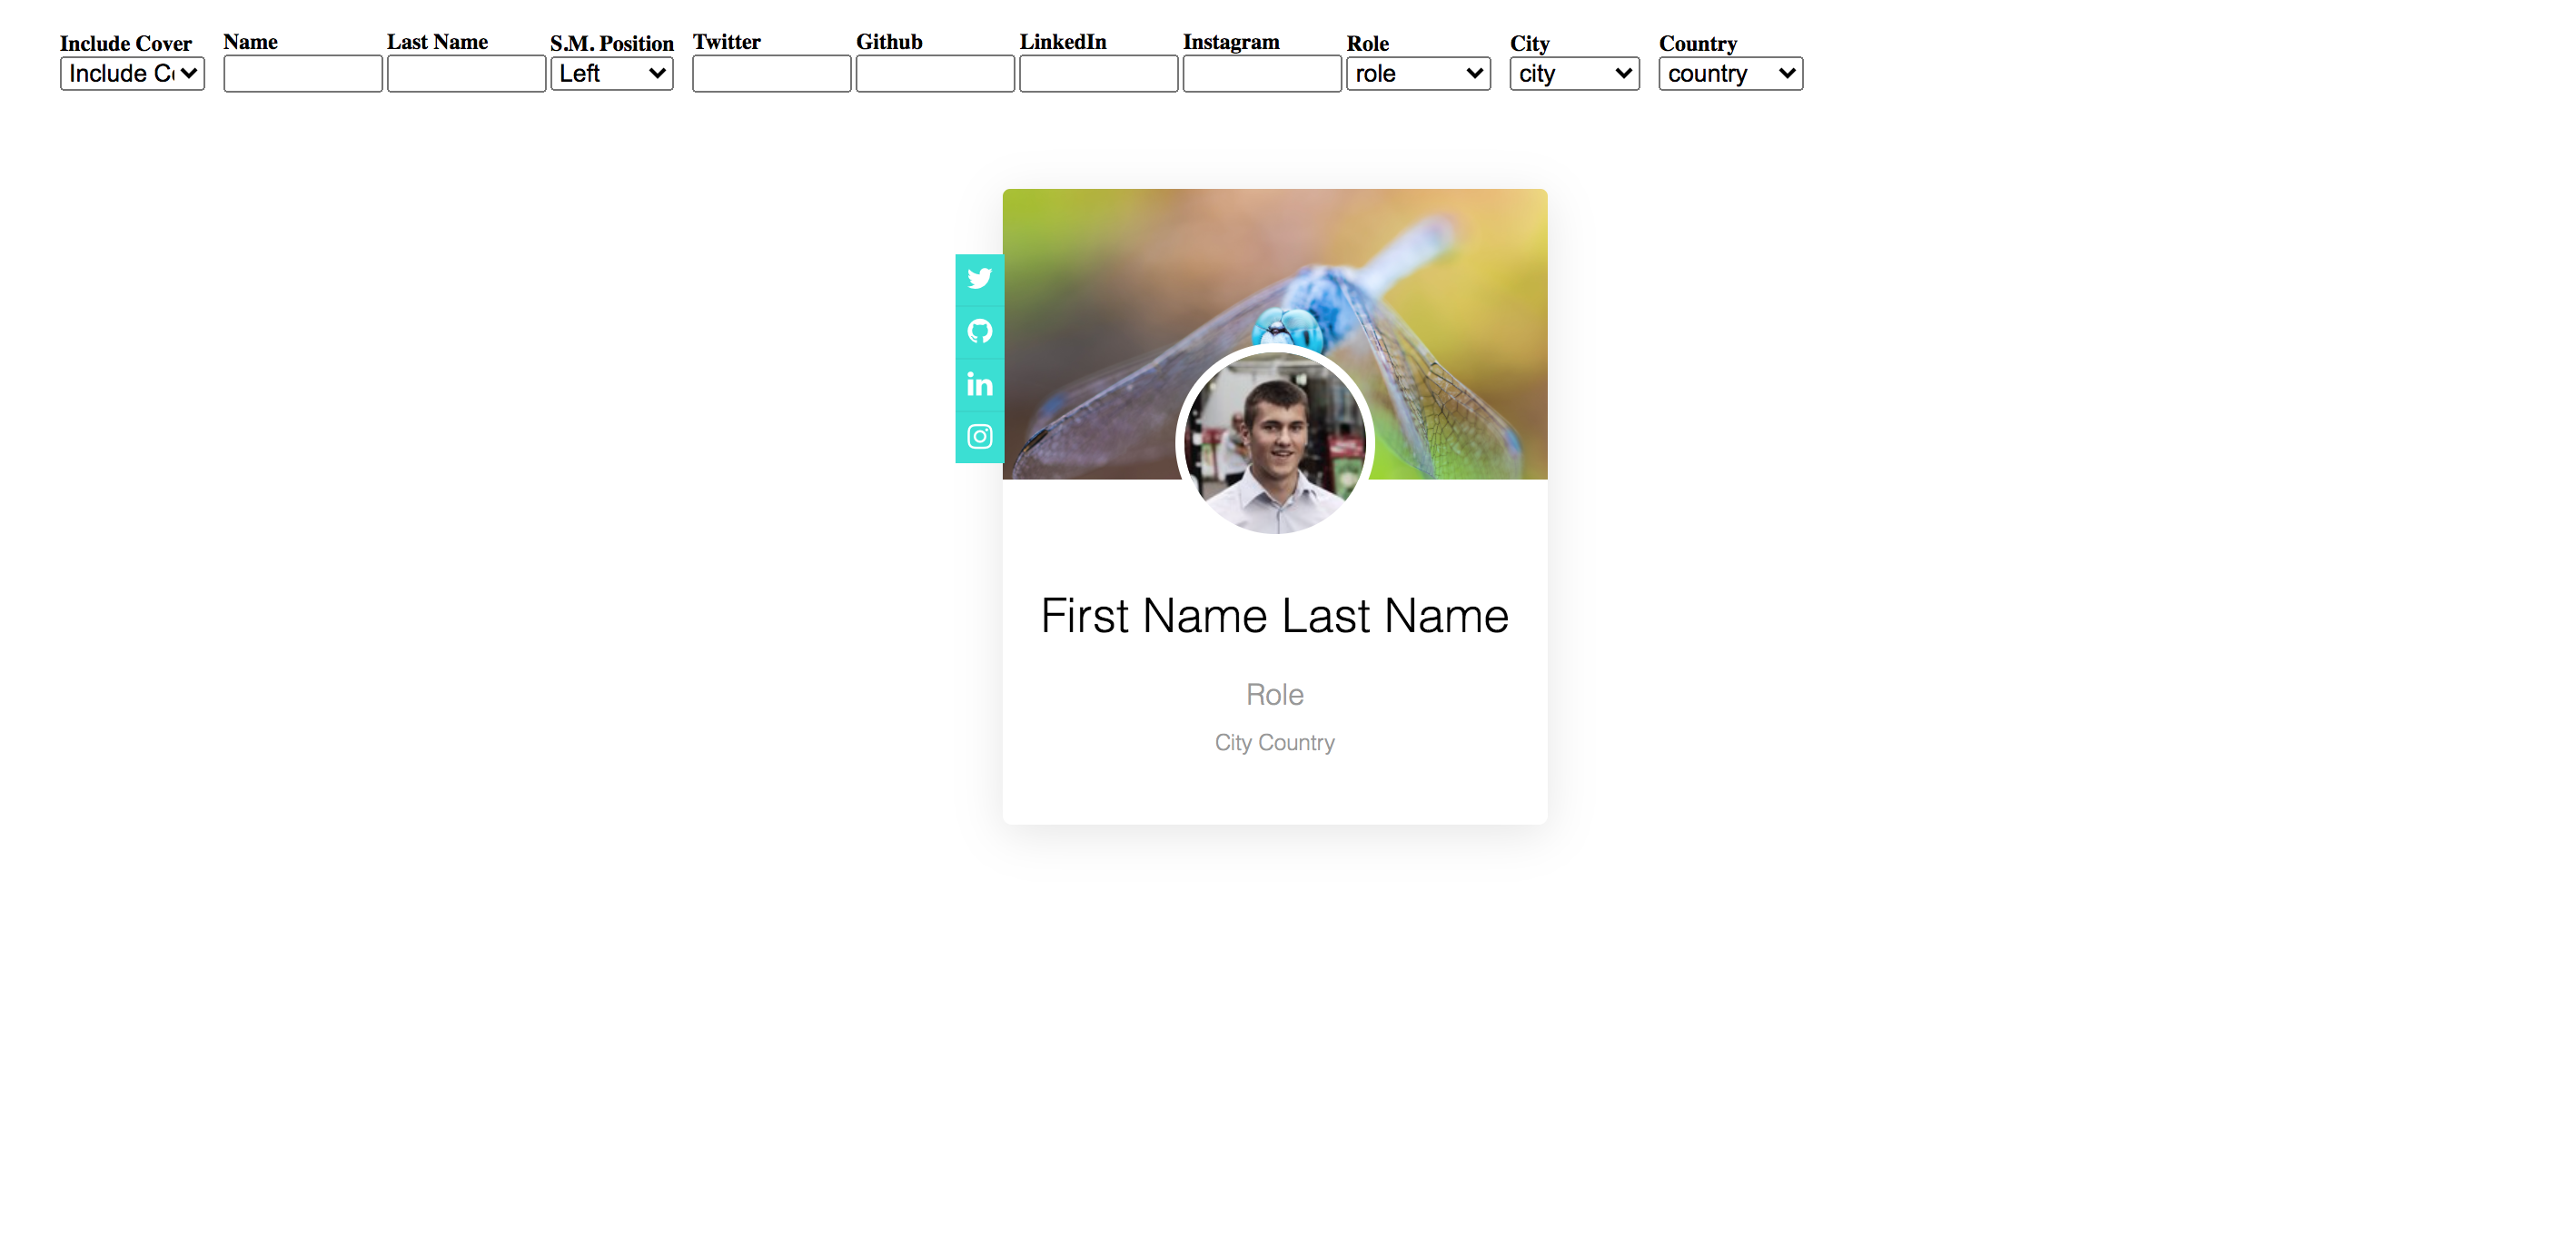 Include Cover Name Last Name S.M. Position Twitter Github LinkedIn Instagram Role City Country
Include C Left role city country
in
First Name Last Name
Role
City Country